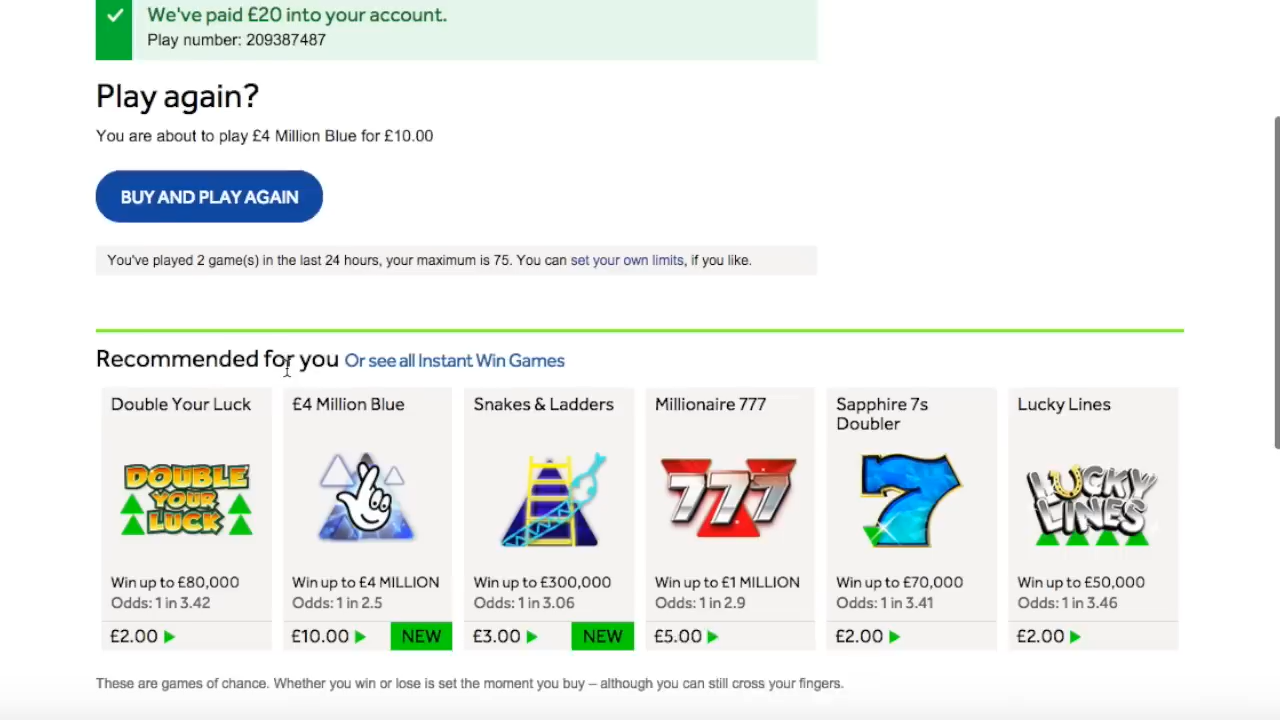 We've paid £20 into your account.
Play number: 209387487
Play again?
You are about to play £4 Million Blue for £10.00
BUY AND PLAY AGAIN
You've played 2 game(s) in the last 24 hours, your maximum is 75. You can set your own limits, if you like.
Recommended for you Or see all Instant Win Games
Double Your Luck
DOUBLE
YOUR
LUCK
Win up to £80,000
Odds: 1 in 3.42
£2.00
£4 Million Blue
Win up to £4 MILLION
Odds: 1 in 2.5
£10.00 NEW
Snakes & Ladders
Win up to £300,000
Odds: 1 in 3.06
£3.00 NEW
Millionaire 777
777
Win up to £1 MILLION
Odds: 1 in 2.9
£5.00
Sapphire 7s
Doubler
7
Win up to £70,000
Odds: 1 in 3.41
£2.00
Lucky Lines
LUCKY
LINES
Win up to £50,000
Odds: 1 in 3.46
£2.00
These are games of chance. Whether you win or lose is set the moment you buy – although you can still cross your fingers.